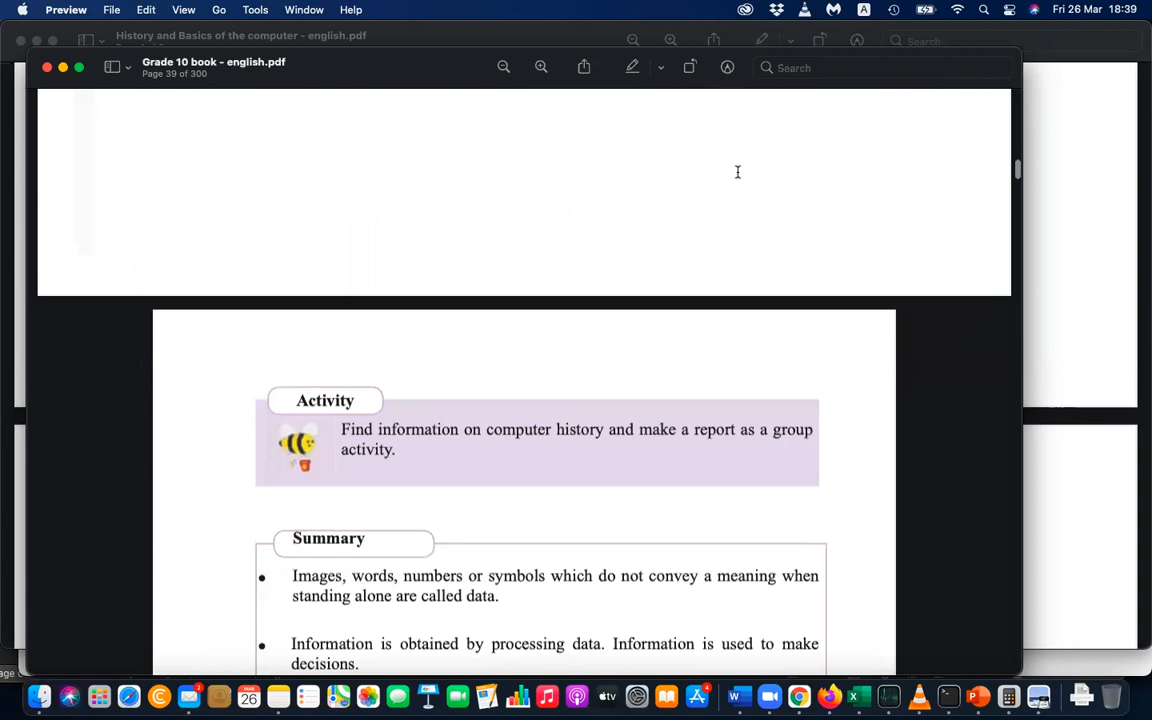 Preview File Edit View Go Tools Window Help Fri 26 Mar 18:39
History and Basics of the computer - english.pdf
Search
Grade 10 book - english.pdf
Page 39 of 300
Search
Activity
Find information on computer history and make a report as a group
activity.
Summary
• Images, words, numbers or symbols which do not convey a meaning when
standing alone are called data.
• Information is obtained by processing data. Information is used to make
decisions.